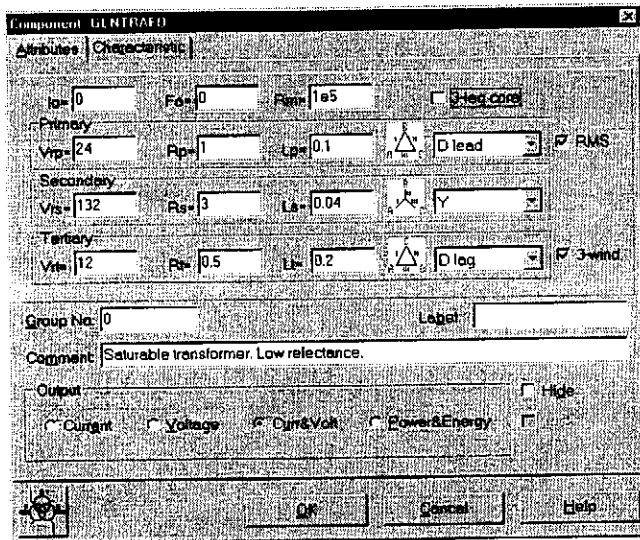 Component: GENTRAFO
Attributes Characteristic
Io= 0 Fo= 0 Rm= 1e5 3-leg core
Primary
Vrp= 24 Rp= 1 Lp= 0.1 D lead RMS
Secondary
Vrs= 132 Rs= 3 Ls= 0.04 Y
Tertiary
Vrt= 12 Rt= 0.5 Lt= 0.2 D lag 3-wind.
Group No: 0 Label:
Comment: Saturable transformer. Low relectance.
Output
Current Voltage Curr&Volt Power&Energy Hide
OK Cancel Help